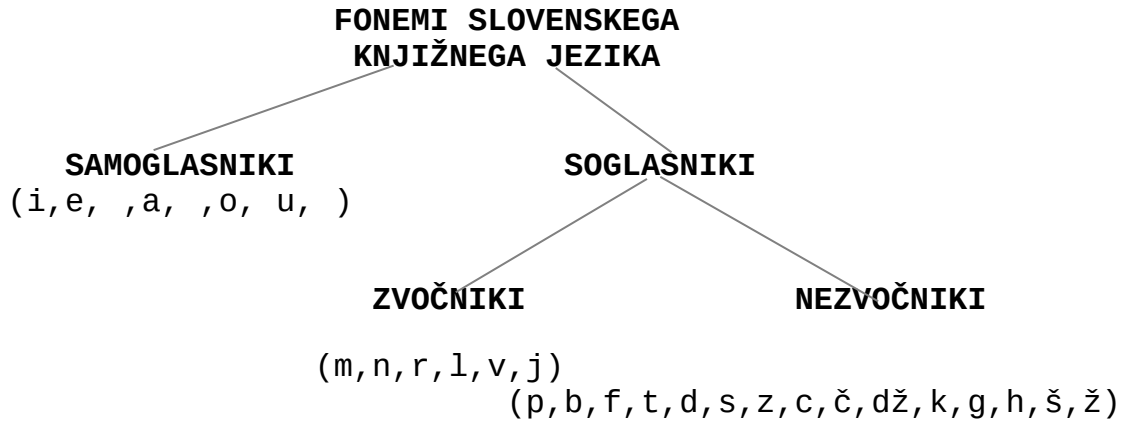 FONEMI SLOVENSKEGA
KNJIŽNEGA JEZIKA
SAMOGLASNIKI
(i,e, ,a, ,o, u, )
SOGLASNIKI
ZVOČNIKI
(m,n,r,l,v,j)
NEZVOČNIKI
(p,b,f,t,d,s,z,c,č,dž,k,g,h,š,ž)